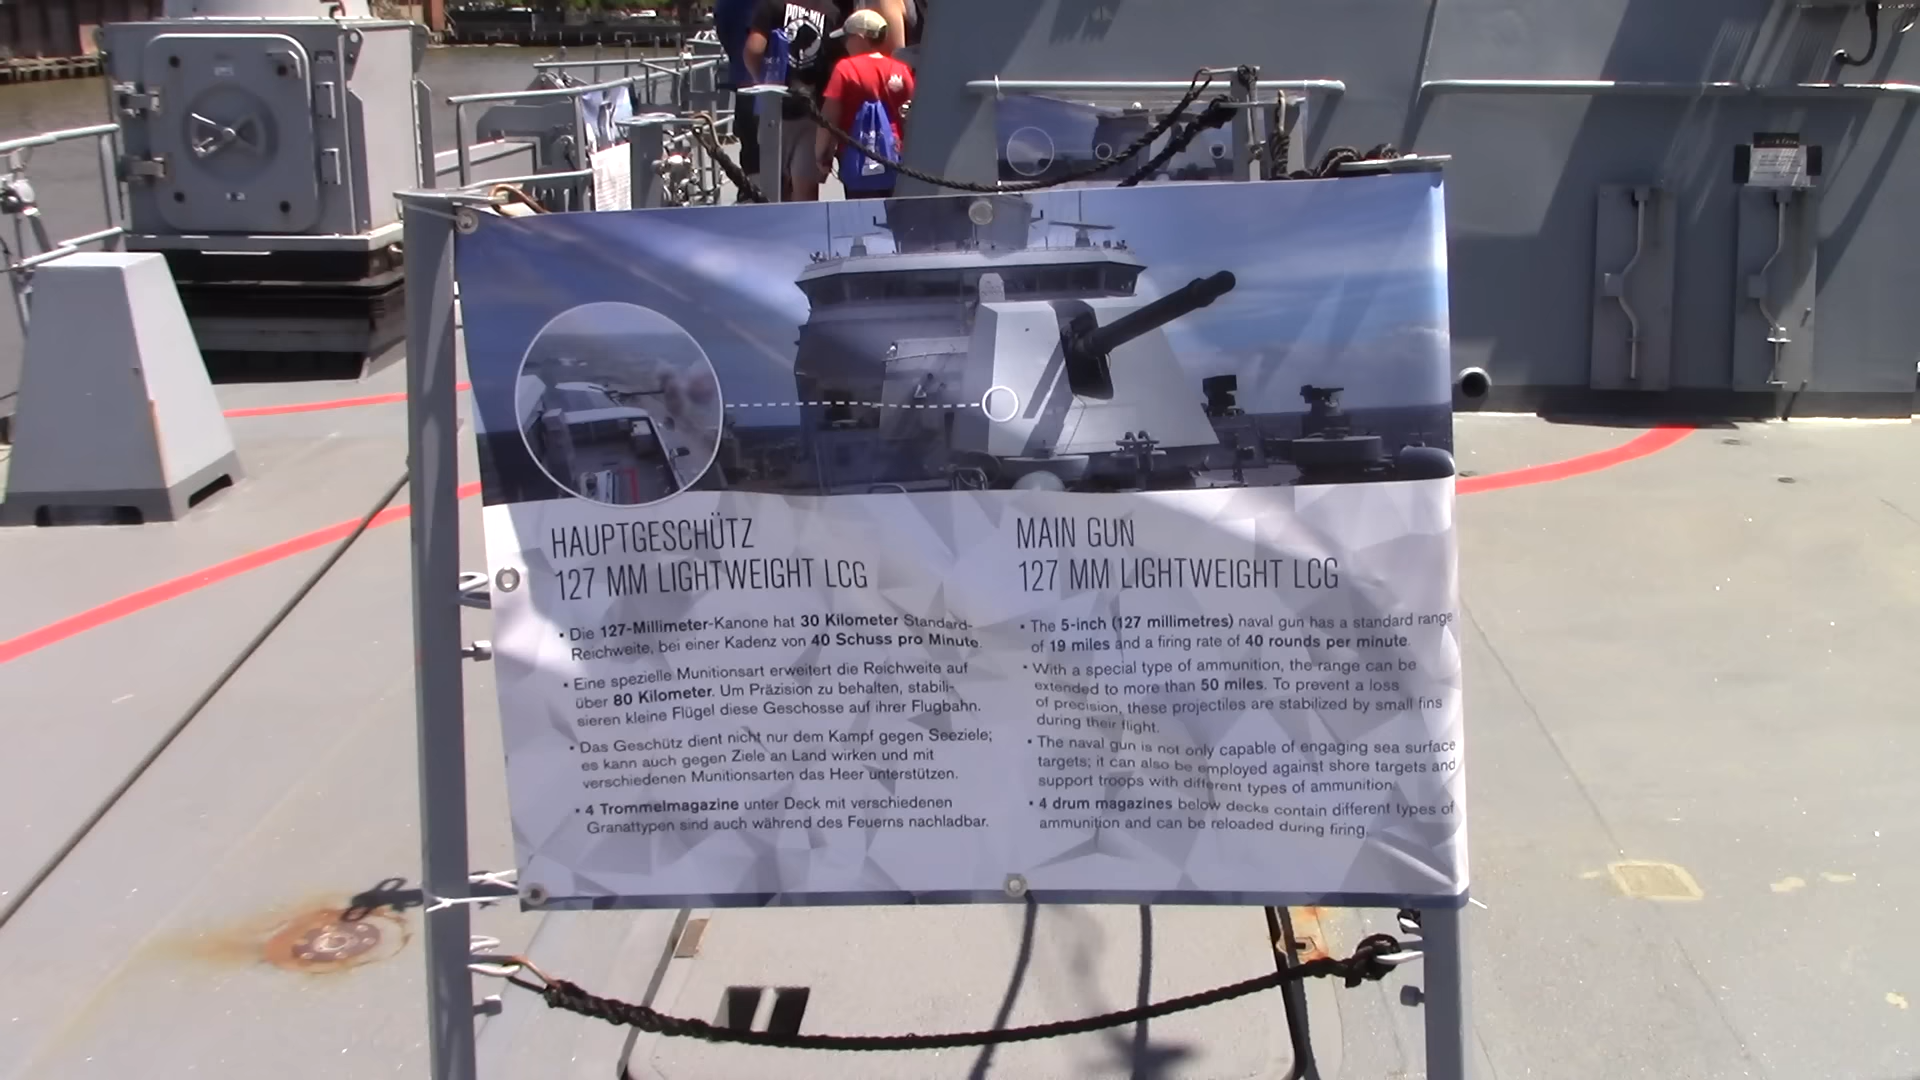 POW★MIA
HAUPTGESCHÜTZ
127 MM LIGHTWEIGHT LCG
• Die 127-Millimeter-Kanone hat 30 Kilometer Standard-
Reichweite, bei einer Kadenz von 40 Schuss pro Minute.
• Eine spezielle Munitionsart erweitert die Reichweite auf
über 80 Kilometer. Um Präzision zu behalten, stabili-
sieren kleine Flügel diese Geschosse auf ihrer Flugbahn.
• Das Geschütz dient nicht nur dem Kampf gegen Seeziele;
es kann auch gegen Ziele an Land wirken und mit
verschiedenen Munitionsarten das Heer unterstützen.
• 4 Trommelmagazine unter Deck mit verschiedenen
Granattypen sind auch während des Feuerns nachladbar.
MAIN GUN
127 MM LIGHTWEIGHT LCG
• The 5-inch (127 millimetres) naval gun has a standard range
of 19 miles and a firing rate of 40 rounds per minute.
• With a special type of ammunition, the range can be
extended to more than 50 miles. To prevent a loss
of precision, these projectiles are stabilized by small fins
during their flight.
• The naval gun is not only capable of engaging sea surface
targets; it can also be employed against shore targets and
support troops with different types of ammunition.
• 4 drum magazines below decks contain different types of
ammunition and can be reloaded during firing.